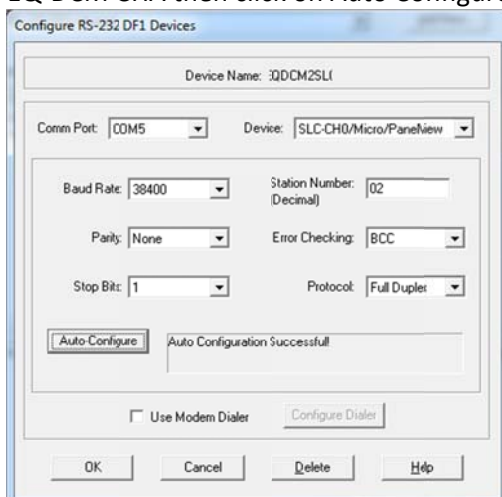 Configure RS-232 DF1 Devices
Device Name: QDCM2SL
Comm Port: COM5 Device: SLC-CH0/Micro/PanelView
Baud Rate: 38400 Station Number: 02
(Decimal)
Parity: None Error Checking: BCC
Stop Bits: 1 Protocol: Full Duplex
Auto-Configure Auto Configuration Successful!
Use Modem Dialer Configure Dialer
OK Cancel Delete Help